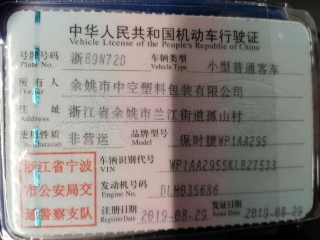 中华人民共和国机动车行驶证
Vehicle License of the People's Republic of China
号牌号码 浙B9N72D 车辆类型 小型普通客车
Plate No. Vehicle Type
所有人 余姚市中空塑料包装有限公司
Owner
住址 浙江省余姚市兰江街道孤山村
Address
使用性质 非营运 品牌型号 保时捷WP1AA295
Model
浙江省宁波
市公安局交
通警察支队
车辆识别代号
VIN WP1AA2955KLB27533
发动机号码
Engine No. DLH035686
注册日期 2019-08-29 发证日期 2019-08-29
Register Date Issue Date